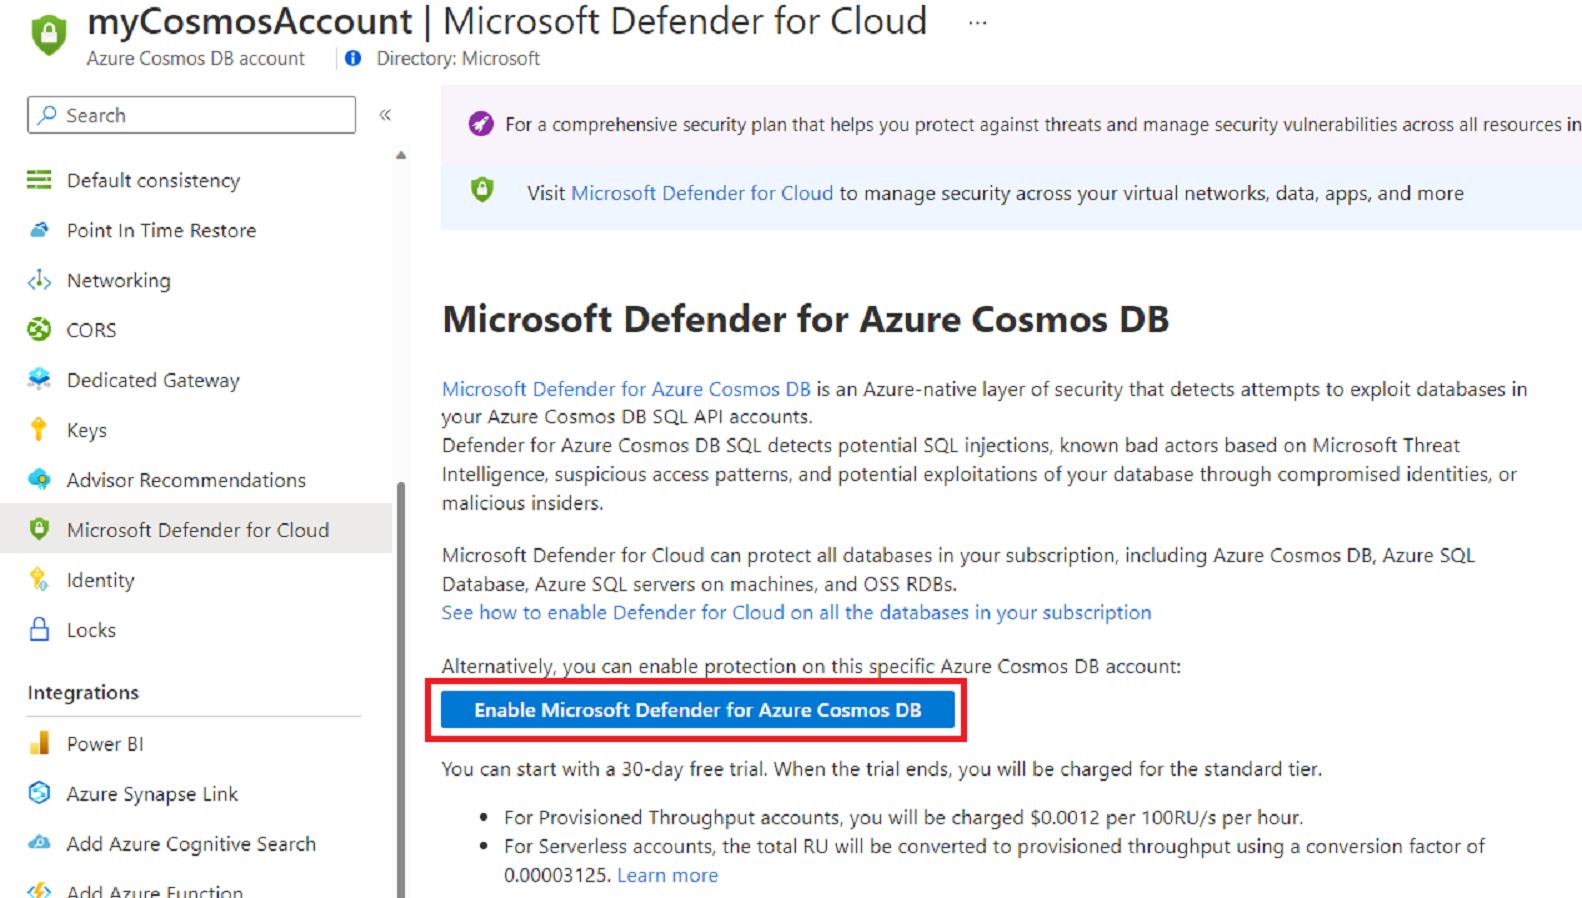 myCosmosAccount | Microsoft Defender for Cloud ...
Azure Cosmos DB account
Directory: Microsoft
Search
«
Default consistency
Point In Time Restore
Networking
CORS
Dedicated Gateway
Keys
Advisor Recommendations
Microsoft Defender for Cloud
Identity
Locks
Integrations
Power BI
Azure Synapse Link
Add Azure Cognitive Search
Add Azure Function
For a comprehensive security plan that helps you protect against threats and manage security vulnerabilities across all resources in
Visit Microsoft Defender for Cloud to manage security across your virtual networks, data, apps, and more
Microsoft Defender for Azure Cosmos DB
Microsoft Defender for Azure Cosmos DB is an Azure-native layer of security that detects attempts to exploit databases in
your Azure Cosmos DB SQL API accounts.
Defender for Azure Cosmos DB SQL detects potential SQL injections, known bad actors based on Microsoft Threat
Intelligence, suspicious access patterns, and potential exploitations of your database through compromised identities, or
malicious insiders.
Microsoft Defender for Cloud can protect all databases in your subscription, including Azure Cosmos DB, Azure SQL
Database, Azure SQL servers on machines, and OSS RDBs.
See how to enable Defender for Cloud on all the databases in your subscription
Alternatively, you can enable protection on this specific Azure Cosmos DB account:
Enable Microsoft Defender for Azure Cosmos DB
You can start with a 30-day free trial. When the trial ends, you will be charged for the standard tier.
• For Provisioned Throughput accounts, you will be charged $0.0012 per 100RU/s per hour.
• For Serverless accounts, the total RU will be converted to provisioned throughput using a conversion factor of
0.00003125. Learn more